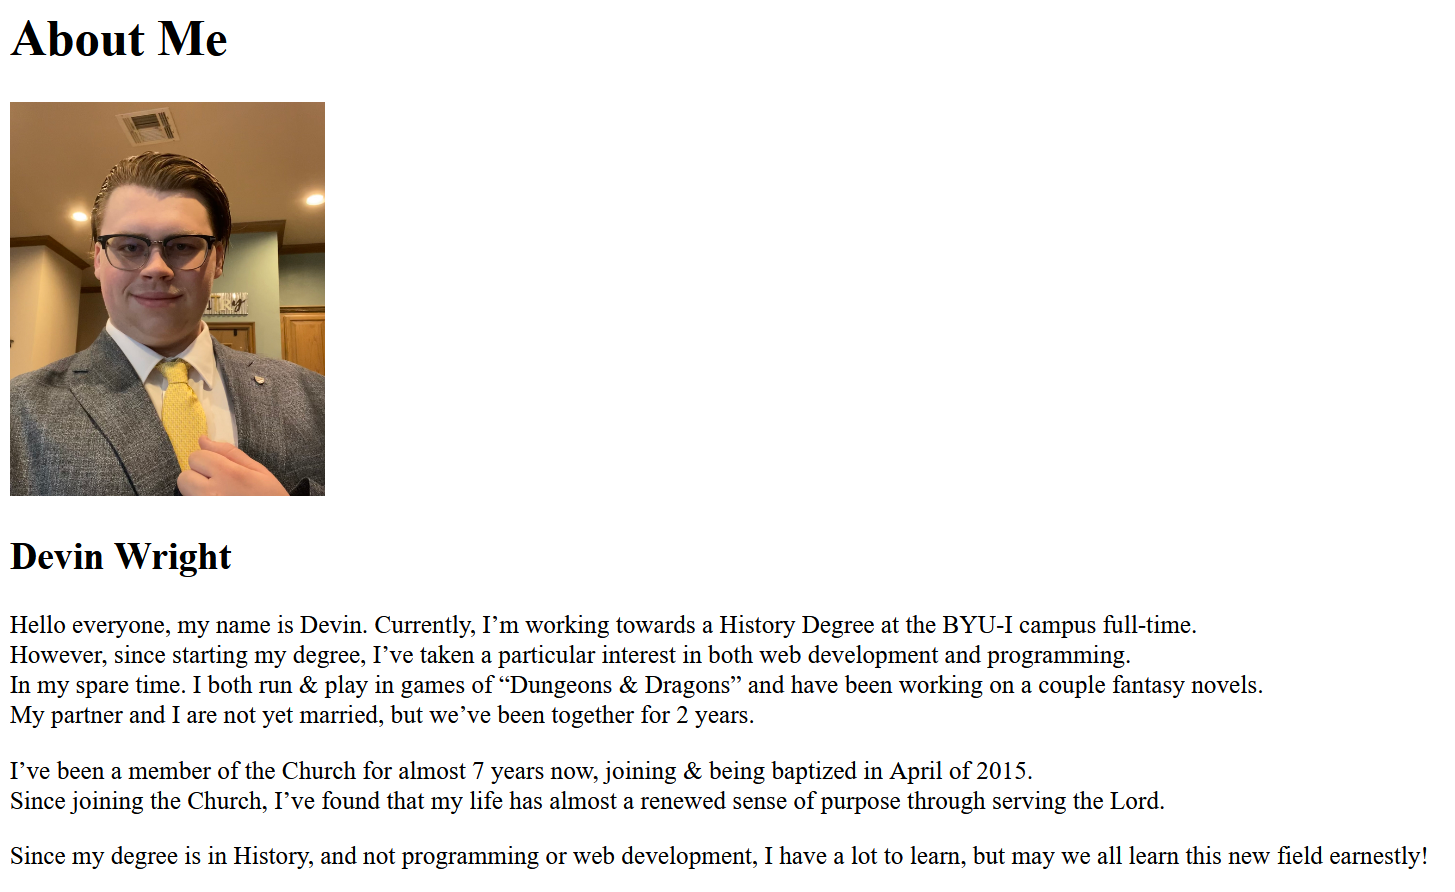 About Me
Devin Wright
Hello everyone, my name is Devin. Currently, I’m working towards a History Degree at the BYU-I campus full-time.
However, since starting my degree, I’ve taken a particular interest in both web development and programming.
In my spare time. I both run & play in games of “Dungeons & Dragons” and have been working on a couple fantasy novels.
My partner and I are not yet married, but we’ve been together for 2 years.
I’ve been a member of the Church for almost 7 years now, joining & being baptized in April of 2015.
Since joining the Church, I’ve found that my life has almost a renewed sense of purpose through serving the Lord.
Since my degree is in History, and not programming or web development, I have a lot to learn, but may we all learn this new field earnestly!